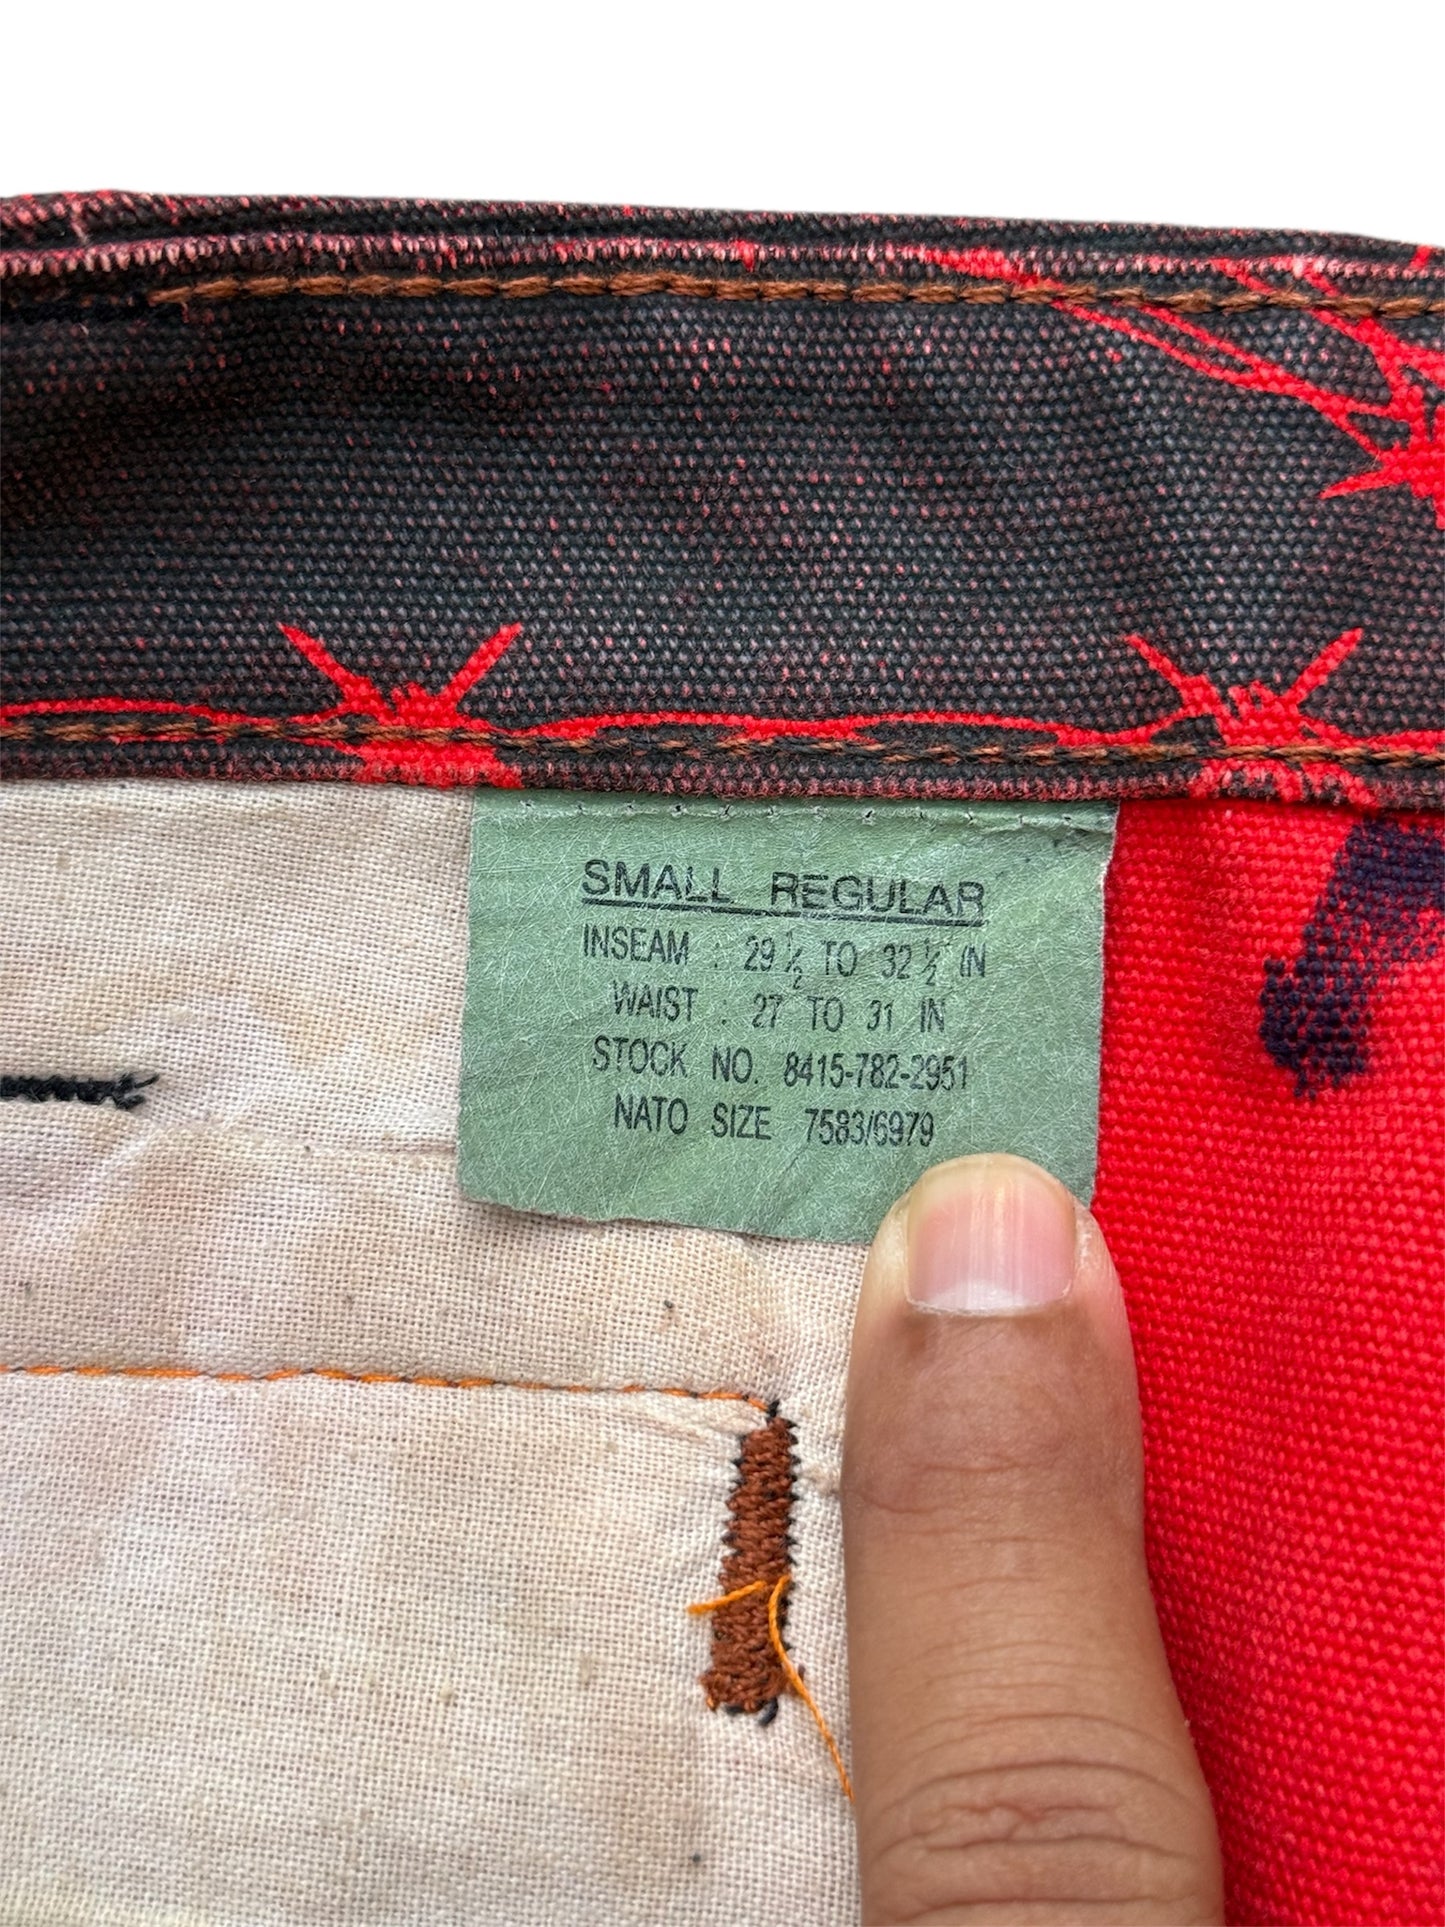 SMALL REGULAR
INSEAM : 29 ½ TO 32 ½ IN
WAIST : 27 TO 31 IN
STOCK NO. 8415-782-2951
NATO SIZE 7583/6979